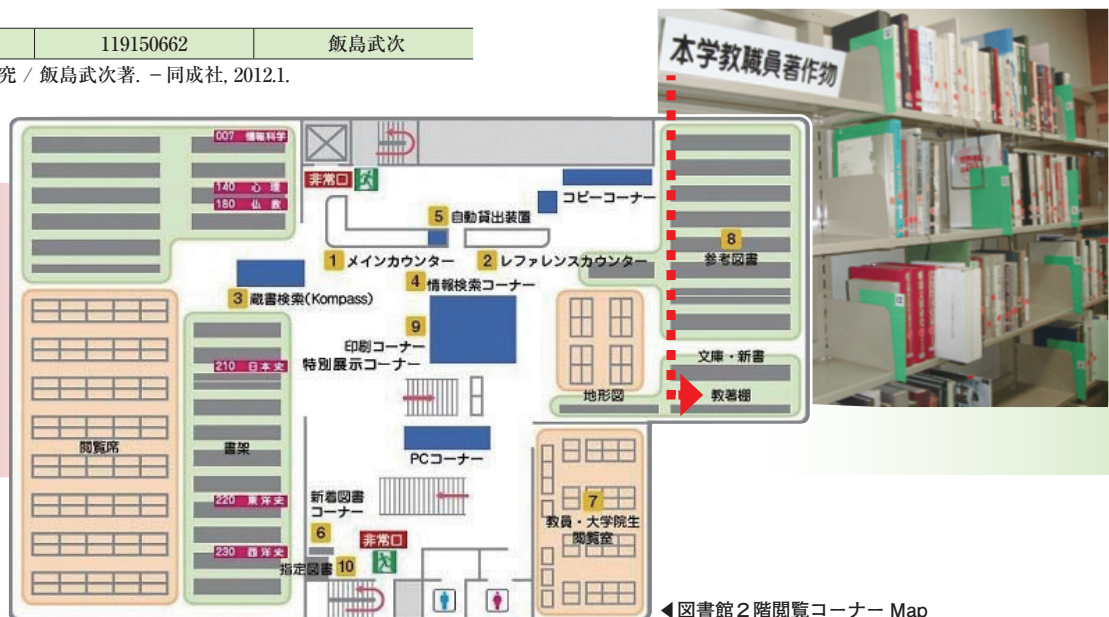 119150662 飯島武次
究 / 飯島武次著. －同成社, 2012.1.
本学教職員著作物
007 情報科学
140 心理
180 仏教
非常口
コピーコーナー
5 自動貸出装置
1 メインカウンター
2 レファレンスカウンター
8
参考図書
3 蔵書検索(Kompass)
4 情報検索コーナー
9
印刷コーナー
特別展示コーナー
210 日本史
文庫・新書
地形図
教著棚
閲覧席
書架
PCコーナー
220 東洋史
新着図書
コーナー
6
7
教員・大学院生
閲覧室
非常口
230 西洋史
指定図書 10
◀図書館２階閲覧コーナー Map